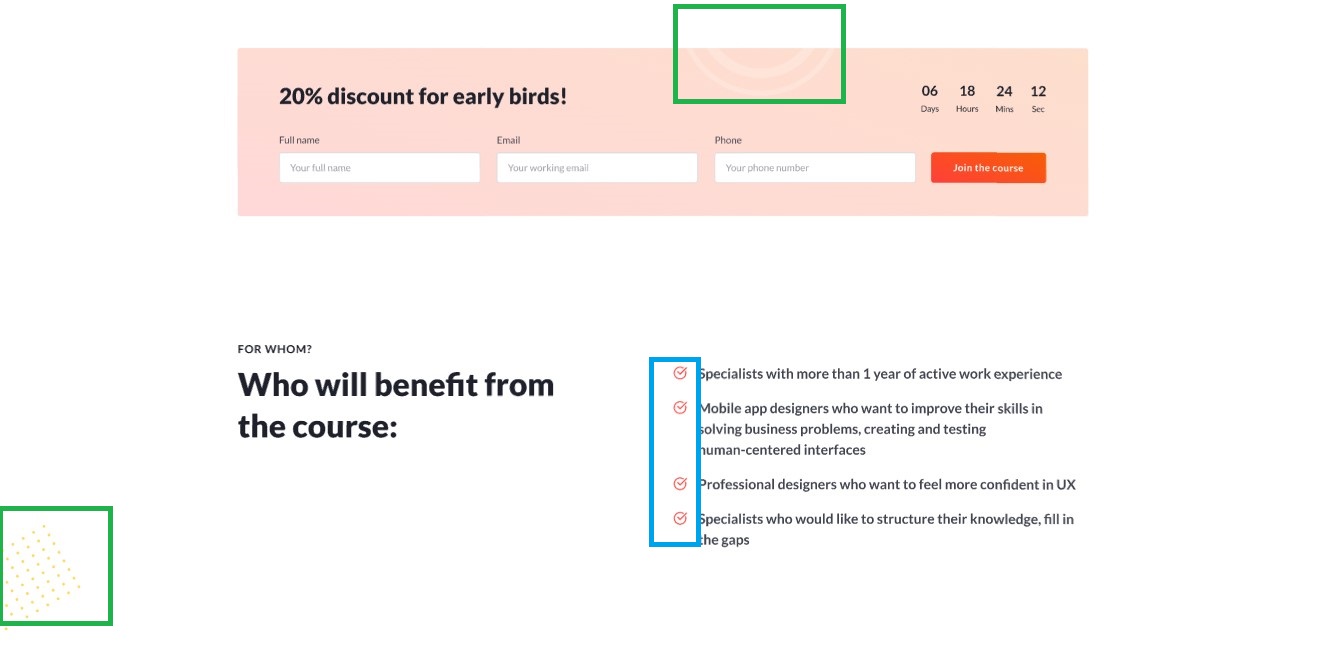 20% discount for early birds!
06 18 24 12
Days Hours Mins Sec
Full name Email Phone
Your full name Your working email Your phone number Join the course
FOR WHOM?
Who will benefit from
the course:
Specialists with more than 1 year of active work experience
Mobile app designers who want to improve their skills in
solving business problems, creating and testing
human-centered interfaces
Professional designers who want to feel more confident in UX
Specialists who would like to structure their knowledge, fill in
the gaps